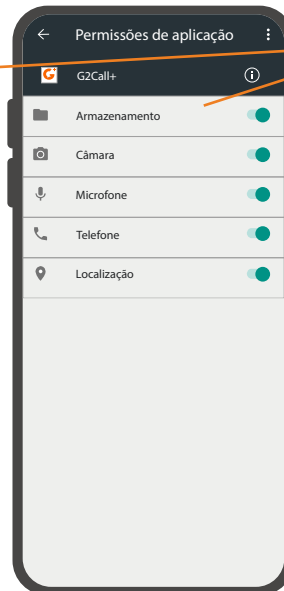 Permissões de aplicação
G2Call+
Armazenamento
Câmara
Microfone
Telefone
Localização